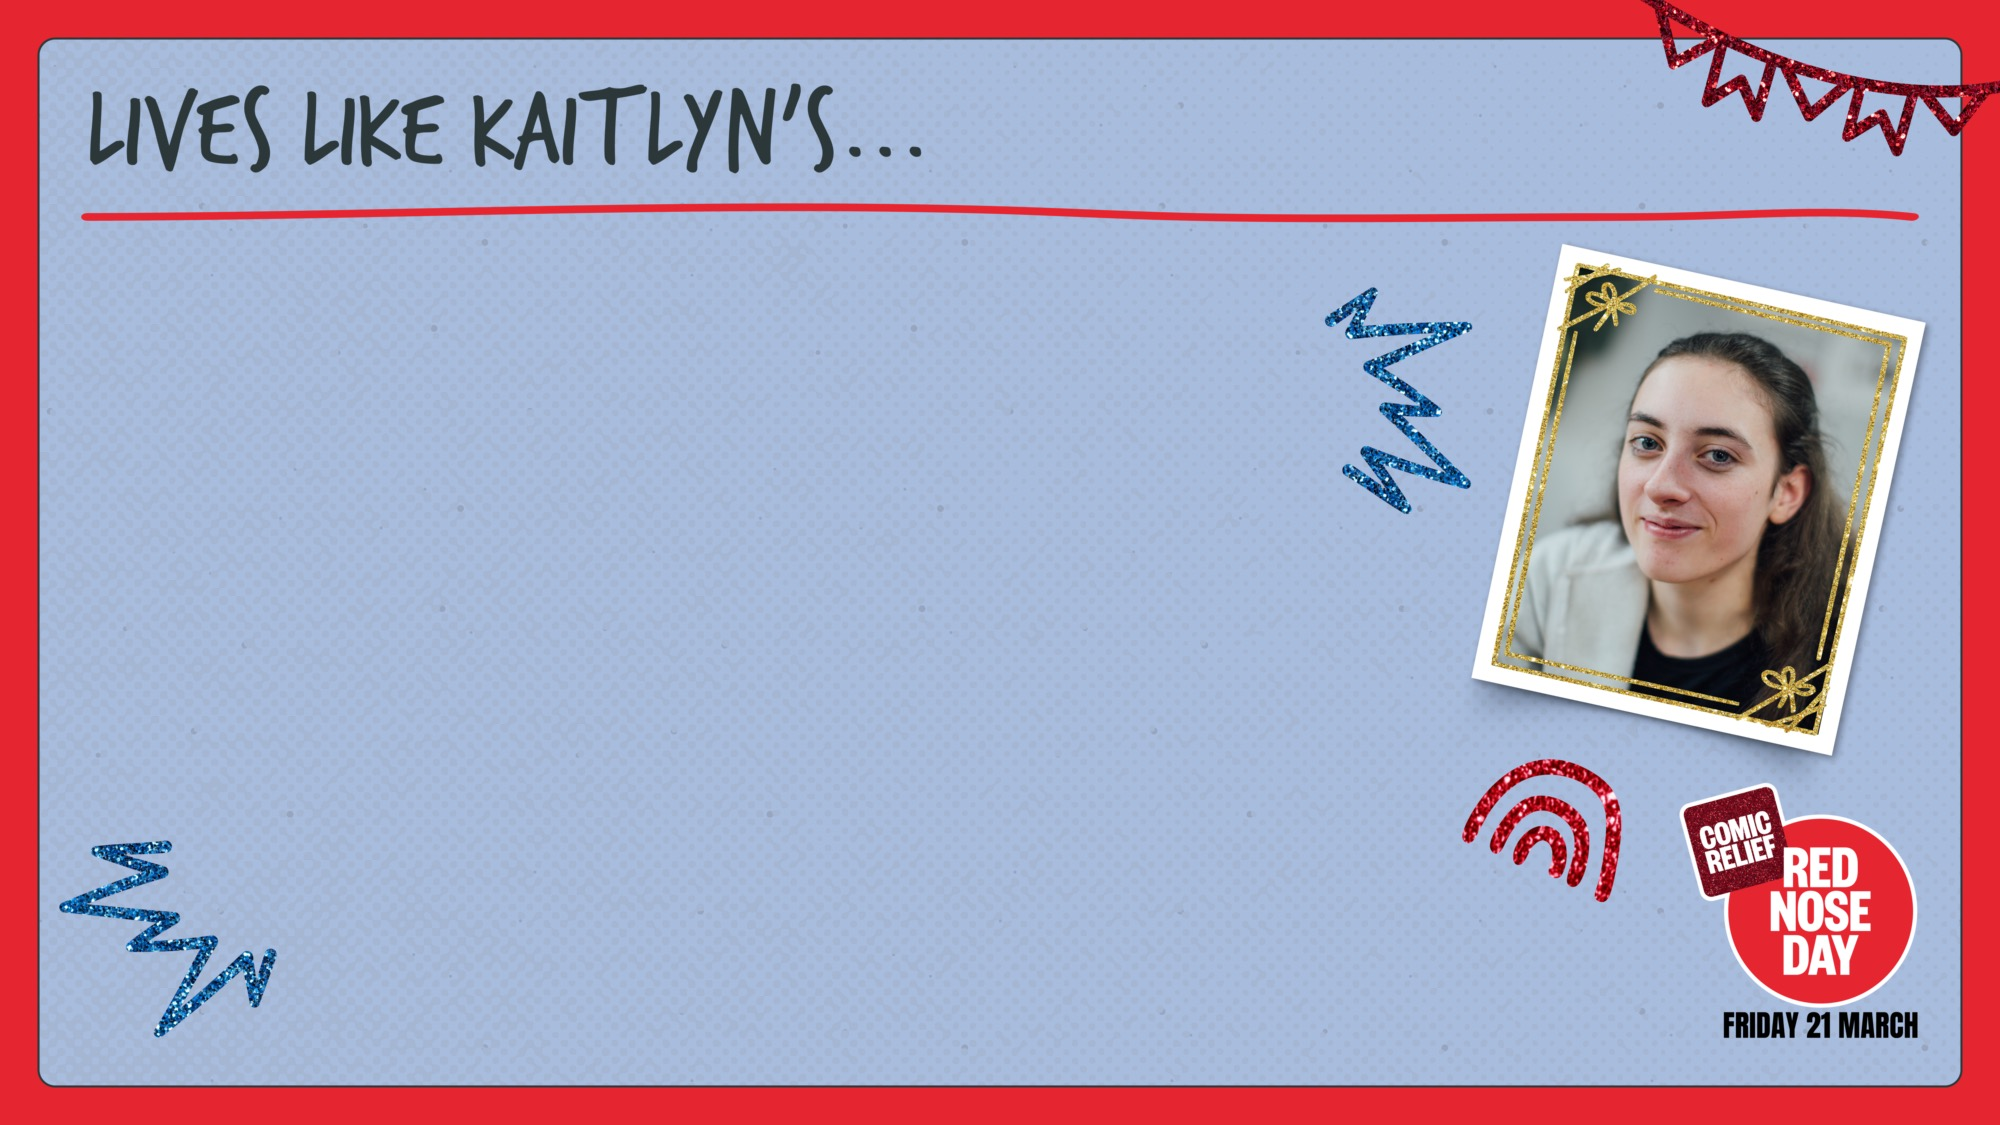 LIVES LIKE KAITLYN'S...
COMIC
RELIEF
RED
NOSE
DAY
FRIDAY 21 MARCH